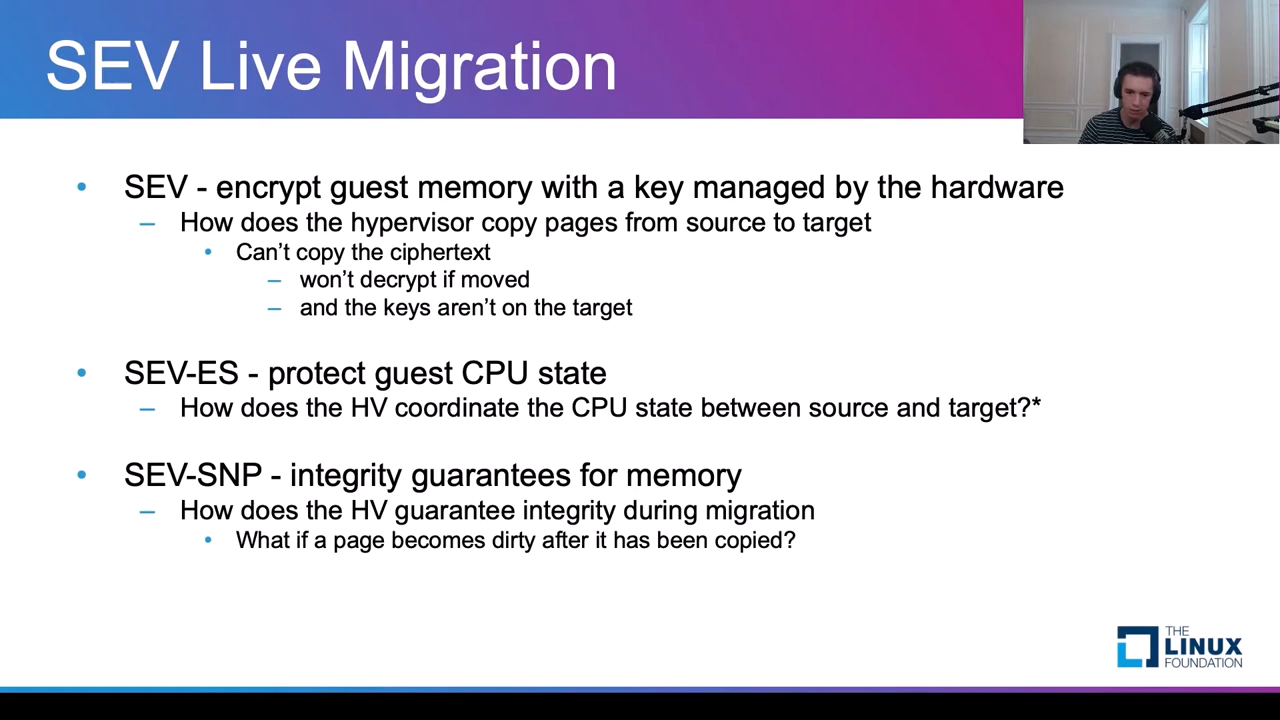 SEV Live Migration
• SEV - encrypt guest memory with a key managed by the hardware
– How does the hypervisor copy pages from source to target
• Can’t copy the ciphertext
– won’t decrypt if moved
– and the keys aren’t on the target
• SEV-ES - protect guest CPU state
– How does the HV coordinate the CPU state between source and target?*
• SEV-SNP - integrity guarantees for memory
– How does the HV guarantee integrity during migration
• What if a page becomes dirty after it has been copied?
THE
LINUX
FOUNDATION